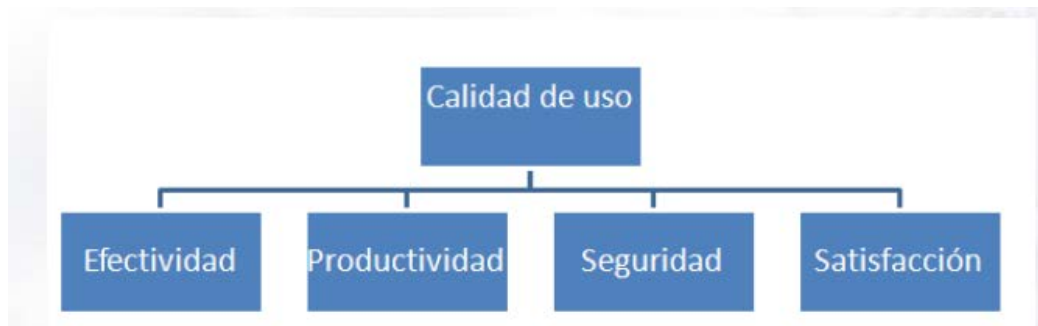 Calidad de uso
Efectividad
Productividad
Seguridad
Satisfacción